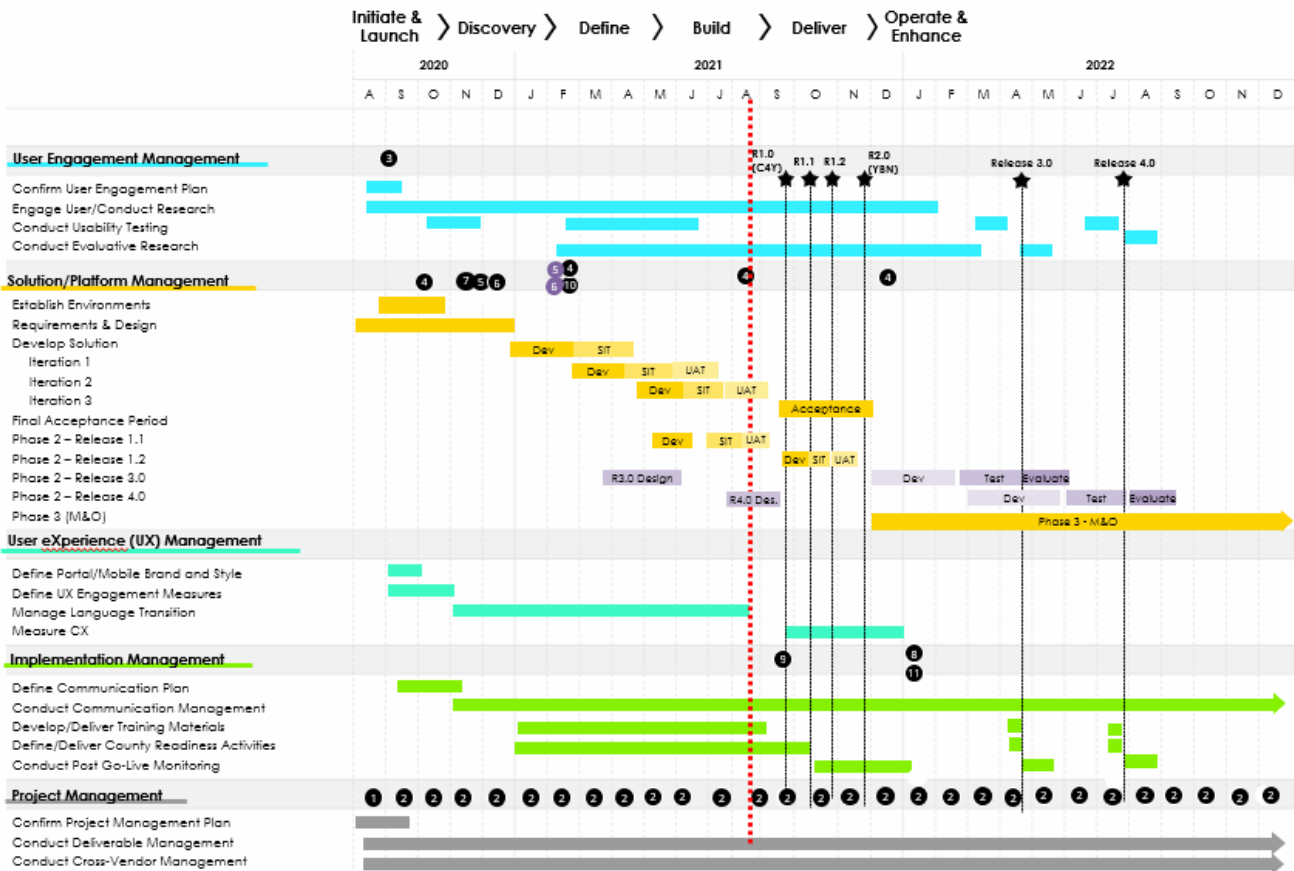 Initiate & Launch
Discovery
Define
Build
Deliver
Operate & Enhance
2020 2021 2022
A S O N D J F M A M J J A S O N D J F M A M J J A S O N D
R1.0 (C4Y) R1.1 R1.2 R2.0 (YBN) Release 3.0 Release 4.0
User Engagement Management 3
Confirm User Engagement Plan
Engage User/Conduct Research
Conduct Usability Testing
Conduct Evaluative Research
Solution/Platform Management 4 7 5 6 5 4 6 10 4 4
Establish Environments
Requirements & Design
Develop Solution Dev SIT
Iteration 1 Dev SIT UAT
Iteration 2 Dev SIT UAT
Iteration 3 Acceptance
Final Acceptance Period
Phase 2 – Release 1.1 Dev SIT UAT
Phase 2 – Release 1.2 Dev SIT UAT
Phase 2 – Release 3.0 R3.0 Design Dev Test Evaluate
Phase 2 – Release 4.0 R4.0 Des. Dev Test Evaluate
Phase 3 (M&O) Phase 3 - M&O
User eXperience (UX) Management
Define Portal/Mobile Brand and Style
Define UX Engagement Measures
Manage Language Transition
Measure CX
Implementation Management 9 8 11
Define Communication Plan
Conduct Communication Management
Develop/Deliver Training Materials
Define/Deliver County Readiness Activities
Conduct Post Go-Live Monitoring
Project Management 1 2 2 2 2 2 2 2 2 2 2 2 2 2 2 2 2 2 2 2 2 2 2 2 2 2 2 2 2
Confirm Project Management Plan
Conduct Deliverable Management
Conduct Cross-Vendor Management